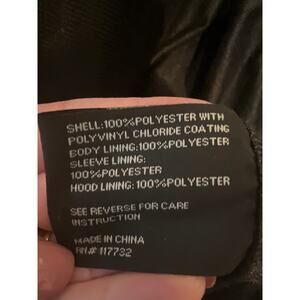 SHELL:100%POLYESTER WITH
POLYVINYL CHLORIDE COATING
BODY LINING:100%POLYESTER
SLEEVE LINING:
100%POLYESTER
HOOD LINING:100%POLYESTER
SEE REVERSE FOR CARE
INSTRUCTION
MADE IN CHINA
RN# 117732